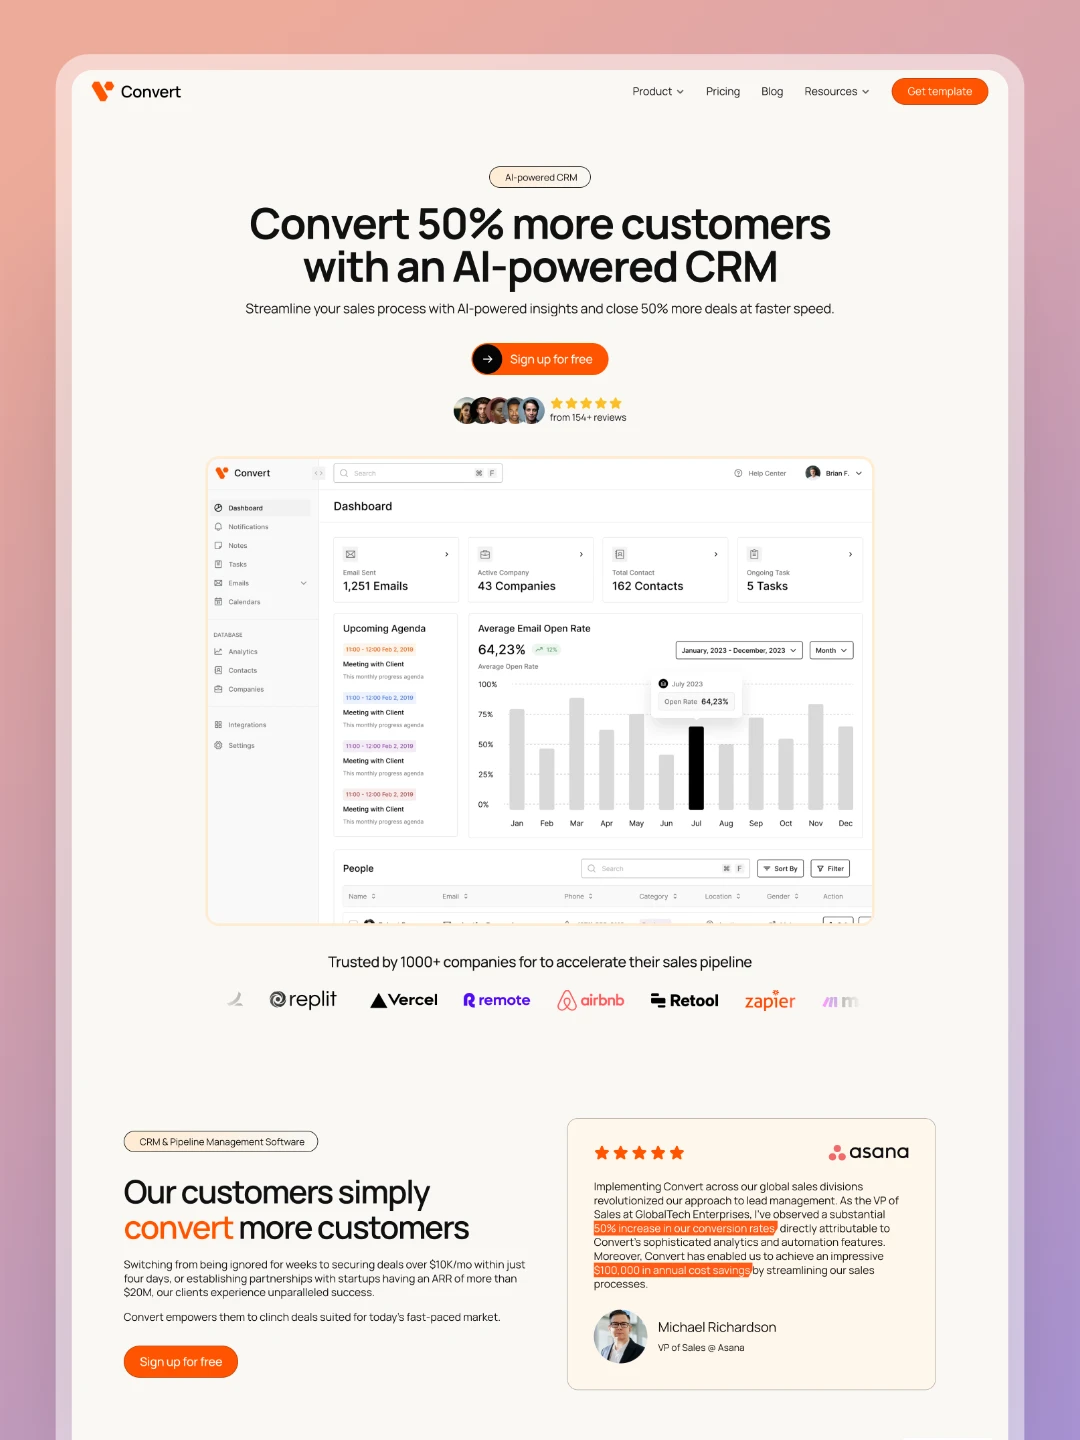 Convert
Product
Pricing
Blog
Resources
Get template
AI-powered CRM
Convert 50% more customers
with an AI-powered CRM
Streamline your sales process with AI-powered insights and close 50% more deals at faster speed.
Sign up for free
from 154+ reviews
Convert
Search
⌘ F
Help Center
Brian F.
Dashboard
Notifications
Notes
Tasks
Emails
Calendars
DATABASE
Analytics
Contacts
Companies
Integrations
Settings
Dashboard
Email Sent
1,251 Emails
Active Company
43 Companies
Total Contact
162 Contacts
Ongoing Task
5 Tasks
Upcoming Agenda
11:00 - 12:00 Feb 2, 2019
Meeting with Client
This monthly progress agenda
11:00 - 12:00 Feb 2, 2019
Meeting with Client
This monthly progress agenda
11:00 - 12:00 Feb 2, 2019
Meeting with Client
This monthly progress agenda
11:00 - 12:00 Feb 2, 2019
Meeting with Client
This monthly progress agenda
Average Email Open Rate
64,23%
12%
Average Open Rate
January, 2023 - December, 2023
Month
July 2023
Open Rate 64,23%
100%
75%
50%
25%
0%
Jan Feb Mar Apr May Jun Jul Aug Sep Oct Nov Dec
People
Search
⌘ F
Sort By
Filter
Name
Email
Phone
Category
Location
Gender
Action
Trusted by 1000+ companies for to accelerate their sales pipeline
replit
Vercel
remote
airbnb
Retool
zapier
CRM & Pipeline Management Software
Our customers simply
convert more customers
Switching from being ignored for weeks to securing deals over $10K/mo within just
four days, or establishing partnerships with startups having an ARR of more than
$20M, our clients experience unparalleled success.
Convert empowers them to clinch deals suited for today's fast-paced market.
Sign up for free
asana
Implementing Convert across our global sales divisions
revolutionized our approach to lead management. As the VP of
Sales at GlobalTech Enterprises, I've observed a substantial
50% increase in our conversion rates, directly attributable to
Convert's sophisticated analytics and automation features.
Moreover, Convert has enabled us to achieve an impressive
$100,000 in annual cost savings by streamlining our sales
processes.
Michael Richardson
VP of Sales @ Asana